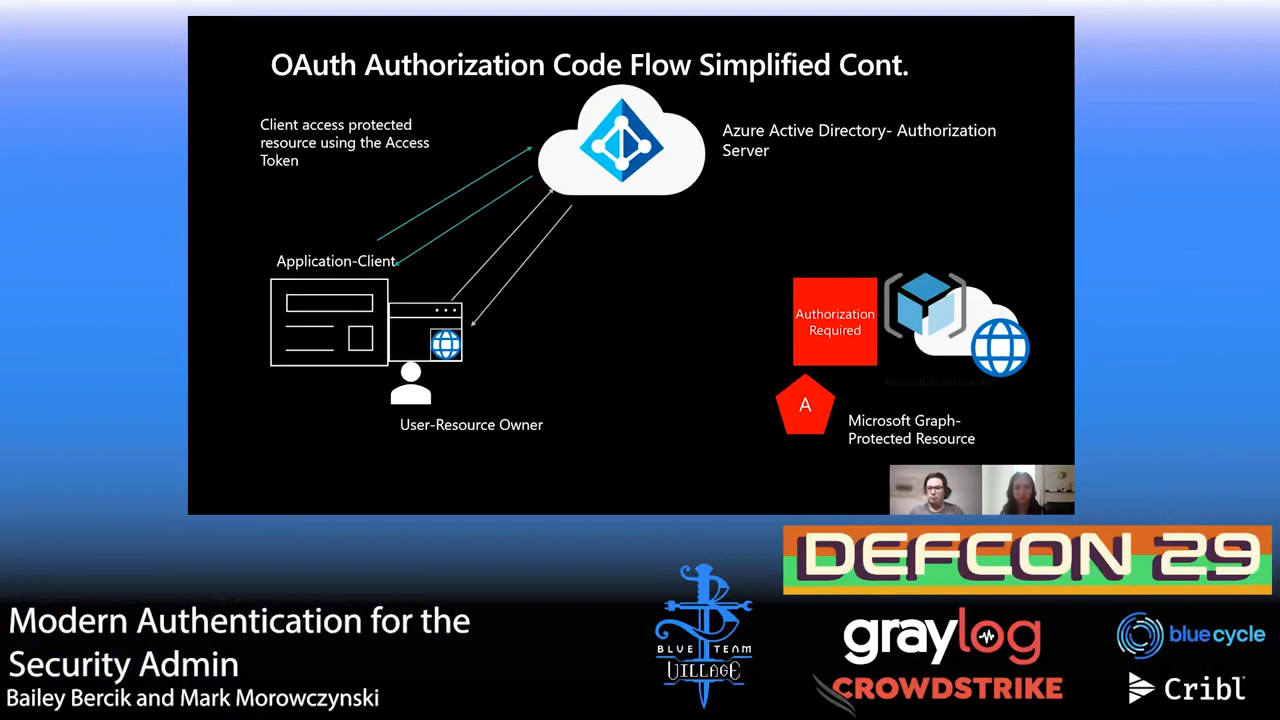 OAuth Authorization Code Flow Simplified Cont.
Client access protected
resource using the Access
Token
Azure Active Directory- Authorization
Server
Application-Client
Authorization
Required
A
User-Resource Owner
Microsoft Graph-
Protected Resource
DEFCON 29
Modern Authentication for the
Security Admin
Bailey Bercik and Mark Morowczynski
BLUE TEAM
VILLAGE
graylog
blue cycle
CROWDSTRIKE
Cribl